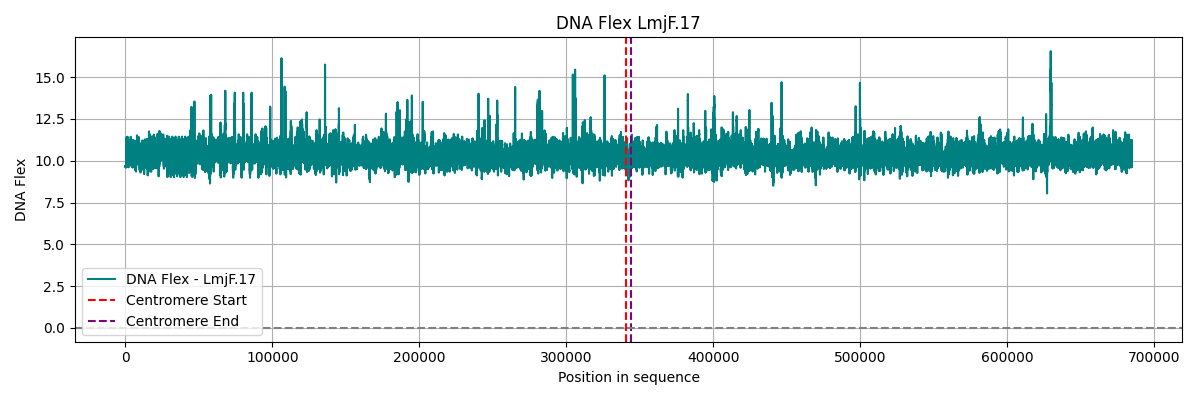 DNA Flex LmjF.17
DNA Flex
15.0
12.5
10.0
7.5
5.0
2.5
0.0
DNA Flex - LmjF.17
Centromere Start
Centromere End
0 100000 200000 300000 400000 500000 600000 700000
Position in sequence